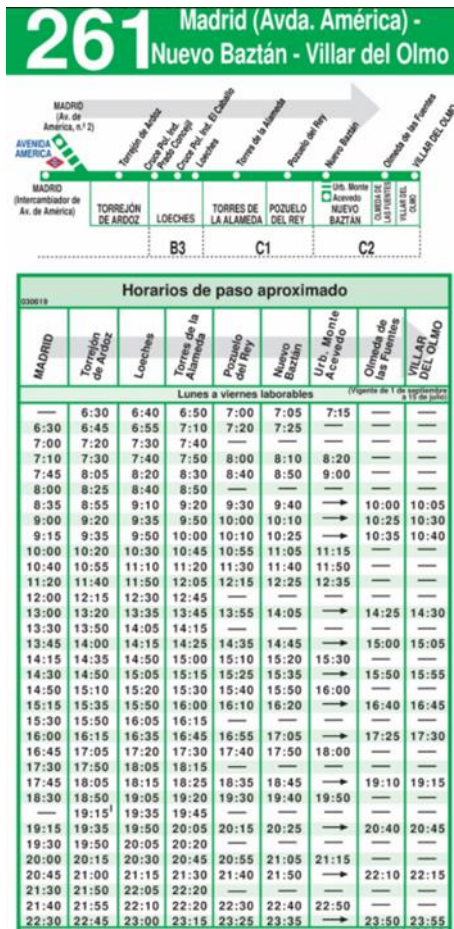 261
Madrid (Avda. América) -
Nuevo Baztán - Villar del Olmo
MADRID
(Av. de
América, n.º 2)
AVENIDA
AMERICA
Torrejón de Ardoz
Cruce Pol. Ind.
Prado Concejil
Cruce Pol. Ind. El Caballo
Loeches
Torres de la Alameda
Pozuelo del Rey
Nuevo Baztán
Olmeda de las Fuentes
VILLAR DEL OLMO
MADRID
(Intercambiador de
Av. de América)
TORREJÓN
DE ARDOZ
LOECHES
TORRES DE
LA ALAMEDA
POZUELO
DEL REY
Urb. Monte
Acevedo
NUEVO
BAZTÁN
OLMEDA DE
LAS FUENTES
VILLAR DEL
OLMO
B3 C1 C2
Horarios de paso aproximado
030619
MADRID
Torrejón
de Ardoz
Loeches
Torres de la
Alameda
Pozuelo
del Rey
Nuevo
Baztán
Urb. Monte
Acevedo
Olmeda de
las Fuentes
VILLAR
DEL OLMO
Lunes a viernes laborables
(Vigente de 1 de septiembre
a 15 de julio)
— 6:30 6:40 6:50 7:00 7:05 7:15 — —
6:30 6:45 6:55 7:10 7:20 7:25 — — —
7:00 7:20 7:30 7:40 — — — — —
7:10 7:30 7:40 7:50 8:00 8:10 8:20 — —
7:45 8:05 8:20 8:30 8:40 8:50 9:00 — —
8:00 8:25 8:40 8:50 — — — — —
8:35 8:55 9:10 9:20 9:30 9:40 → 10:00 10:05
9:00 9:20 9:35 9:50 10:00 10:10 → 10:25 10:30
9:15 9:35 9:50 10:00 10:10 10:25 → 10:35 10:40
10:00 10:20 10:30 10:45 10:55 11:05 11:15 — —
10:40 10:55 11:10 11:20 11:30 11:40 11:50 — —
11:20 11:40 11:50 12:05 12:15 12:25 12:35 — —
12:00 12:15 12:30 12:45 — — — — —
13:00 13:20 13:35 13:45 13:55 14:05 → 14:25 14:30
13:30 13:50 14:05 14:15 — — — — —
13:45 14:00 14:15 14:25 14:35 14:45 → 15:00 15:05
14:15 14:35 14:50 15:00 15:10 15:20 15:30 — —
14:30 14:50 15:05 15:15 15:25 15:35 → 15:50 15:55
14:50 15:10 15:20 15:30 15:40 15:50 16:00 — —
15:15 15:35 15:50 16:00 16:10 16:20 → 16:40 16:45
15:30 15:50 16:05 16:15 — — — — —
16:00 16:15 16:35 16:45 16:55 17:05 → 17:25 17:30
16:45 17:05 17:20 17:30 17:40 17:50 18:00 — —
17:30 17:50 18:05 18:15 — — — — —
17:45 18:05 18:15 18:25 18:35 18:45 → 19:10 19:15
18:30 18:50 19:05 19:20 19:30 19:40 19:50 — —
— 19:15 19:35 19:45 — — — — —
19:15 19:35 19:50 20:05 20:15 20:25 → 20:40 20:45
19:30 19:50 20:05 20:20 — — — — —
20:00 20:15 20:30 20:45 20:55 21:05 21:15 — —
20:45 21:00 21:15 21:30 21:40 21:50 → 22:10 22:15
21:30 21:50 22:05 22:20 — — — — —
21:40 21:55 22:10 22:20 22:30 22:40 22:50 — —
22:30 22:45 23:00 23:15 23:25 23:35 → 23:50 23:55